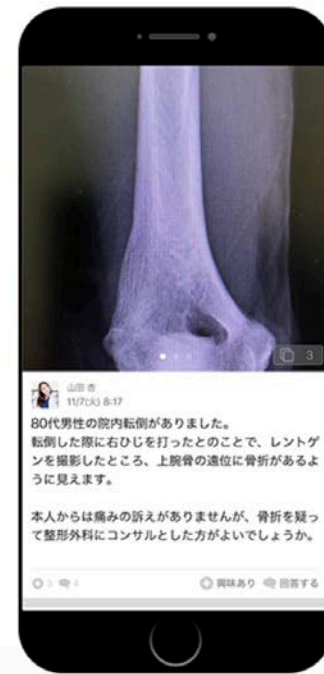 3
山田 杏
11/7(火) 8:17
80代男性の院内転倒がありました。
転倒した際に右ひじを打ったとのことで、レントゲ
ンを撮影したところ、上腕骨の遠位に骨折があるよ
うに見えます。
本人からは痛みの訴えがありませんが、骨折を疑っ
て整形外科にコンサルとした方がよいでしょうか。
3 4 興味あり 回答する